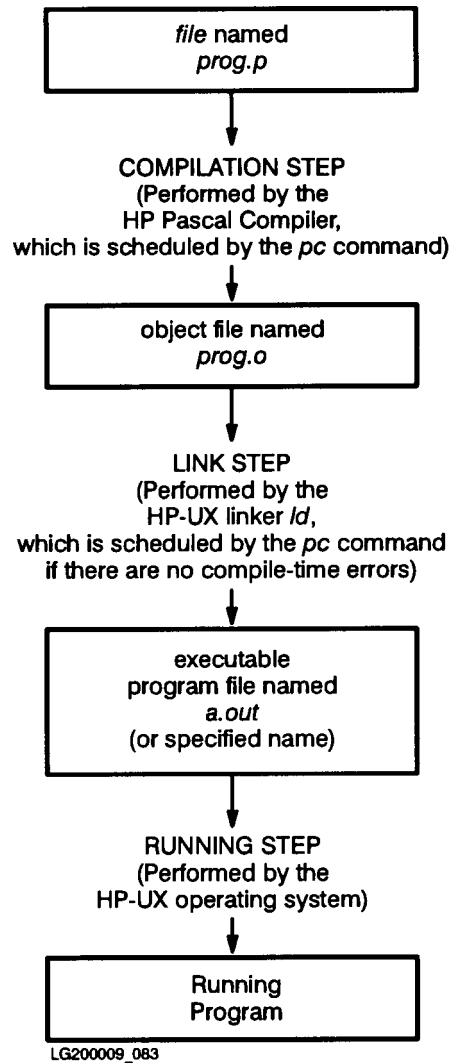 file named
prog.p
COMPILATION STEP
(Performed by the
HP Pascal Compiler,
which is scheduled by the pc command)
object file named
prog.o
LINK STEP
(Performed by the
HP-UX linker ld,
which is scheduled by the pc command
if there are no compile-time errors)
executable
program file named
a.out
(or specified name)
RUNNING STEP
(Performed by the
HP-UX operating system)
Running
Program
LG200009_083